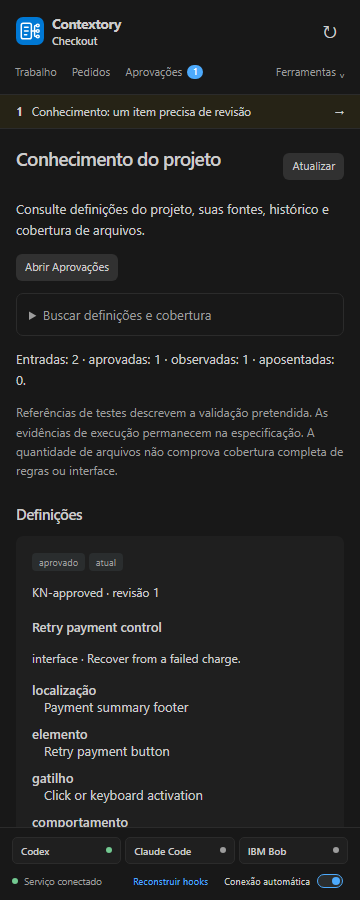 Contextory
Checkout
↻
Trabalho Pedidos Aprovações 1 Ferramentas ⌄
1 Conhecimento: um item precisa de revisão →
Conhecimento do projeto
Atualizar
Consulte definições do projeto, suas fontes, histórico e
cobertura de arquivos.
Abrir Aprovações
▶ Buscar definições e cobertura
Entradas: 2 · aprovadas: 1 · observadas: 1 · aposentadas:
0.
Referências de testes descrevem a validação pretendida. As
evidências de execução permanecem na especificação. A
quantidade de arquivos não comprova cobertura completa de
regras ou interface.
Definições
aprovado atual
KN-approved · revisão 1
Retry payment control
interface · Recover from a failed charge.
localização
Payment summary footer
elemento
Retry payment button
gatilho
Click or keyboard activation
comportamento
Codex Claude Code IBM Bob
Serviço conectado Reconstruir hooks Conexão automática